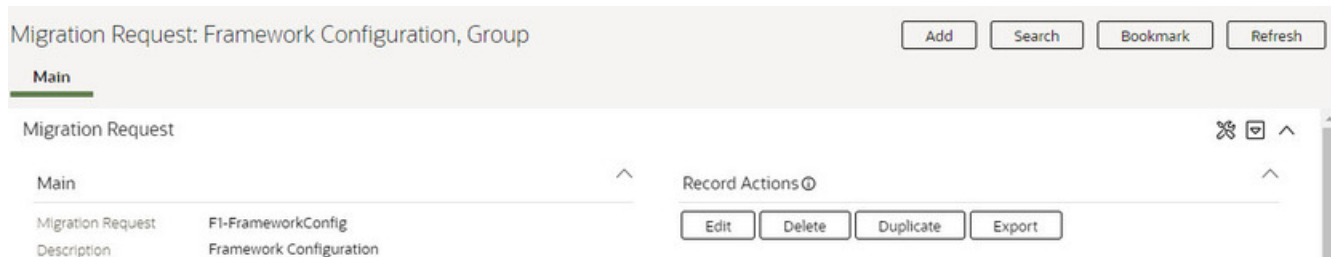 Migration Request: Framework Configuration, Group
Add Search Bookmark Refresh
Main
Migration Request
Main
Record Actions
Migration Request F1-FrameworkConfig
Edit Delete Duplicate Export
Description Framework Configuration